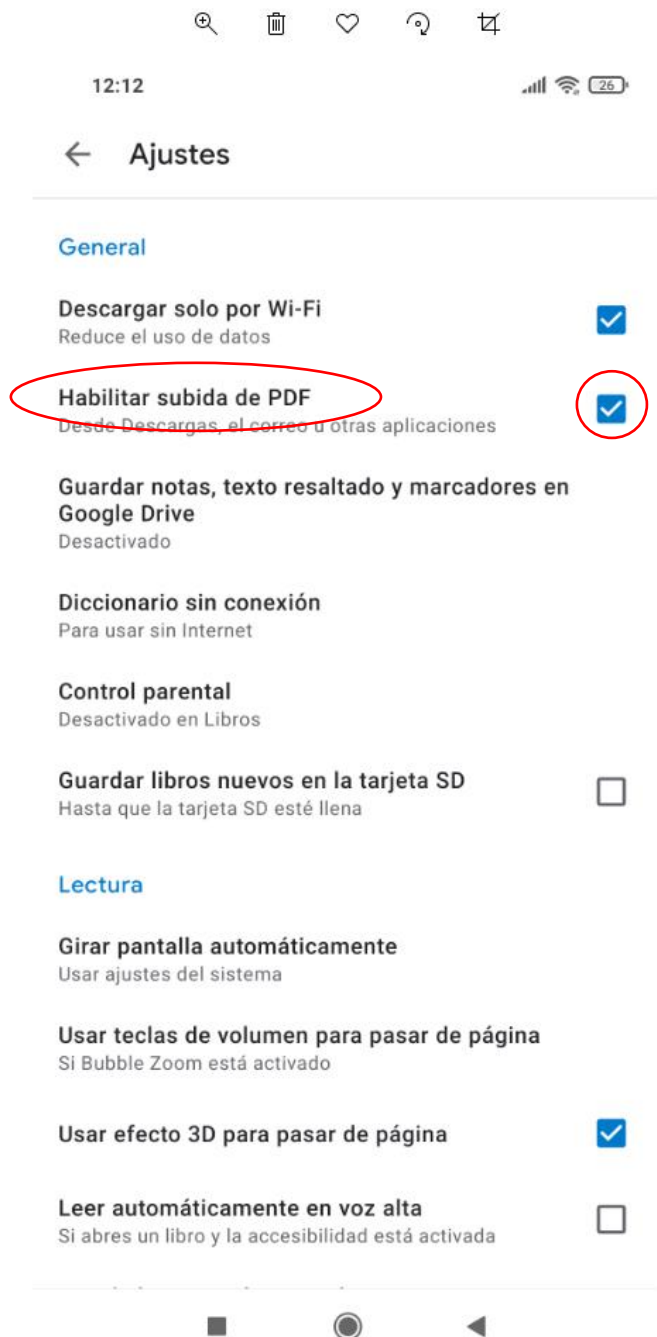 12:12
26
Ajustes
General
Descargar solo por Wi-Fi
Reduce el uso de datos
Habilitar subida de PDF
Desde Descargas, el correo u otras aplicaciones
Guardar notas, texto resaltado y marcadores en
Google Drive
Desactivado
Diccionario sin conexión
Para usar sin Internet
Control parental
Desactivado en Libros
Guardar libros nuevos en la tarjeta SD
Hasta que la tarjeta SD esté llena
Lectura
Girar pantalla automáticamente
Usar ajustes del sistema
Usar teclas de volumen para pasar de página
Si Bubble Zoom está activado
Usar efecto 3D para pasar de página
Leer automáticamente en voz alta
Si abres un libro y la accesibilidad está activada